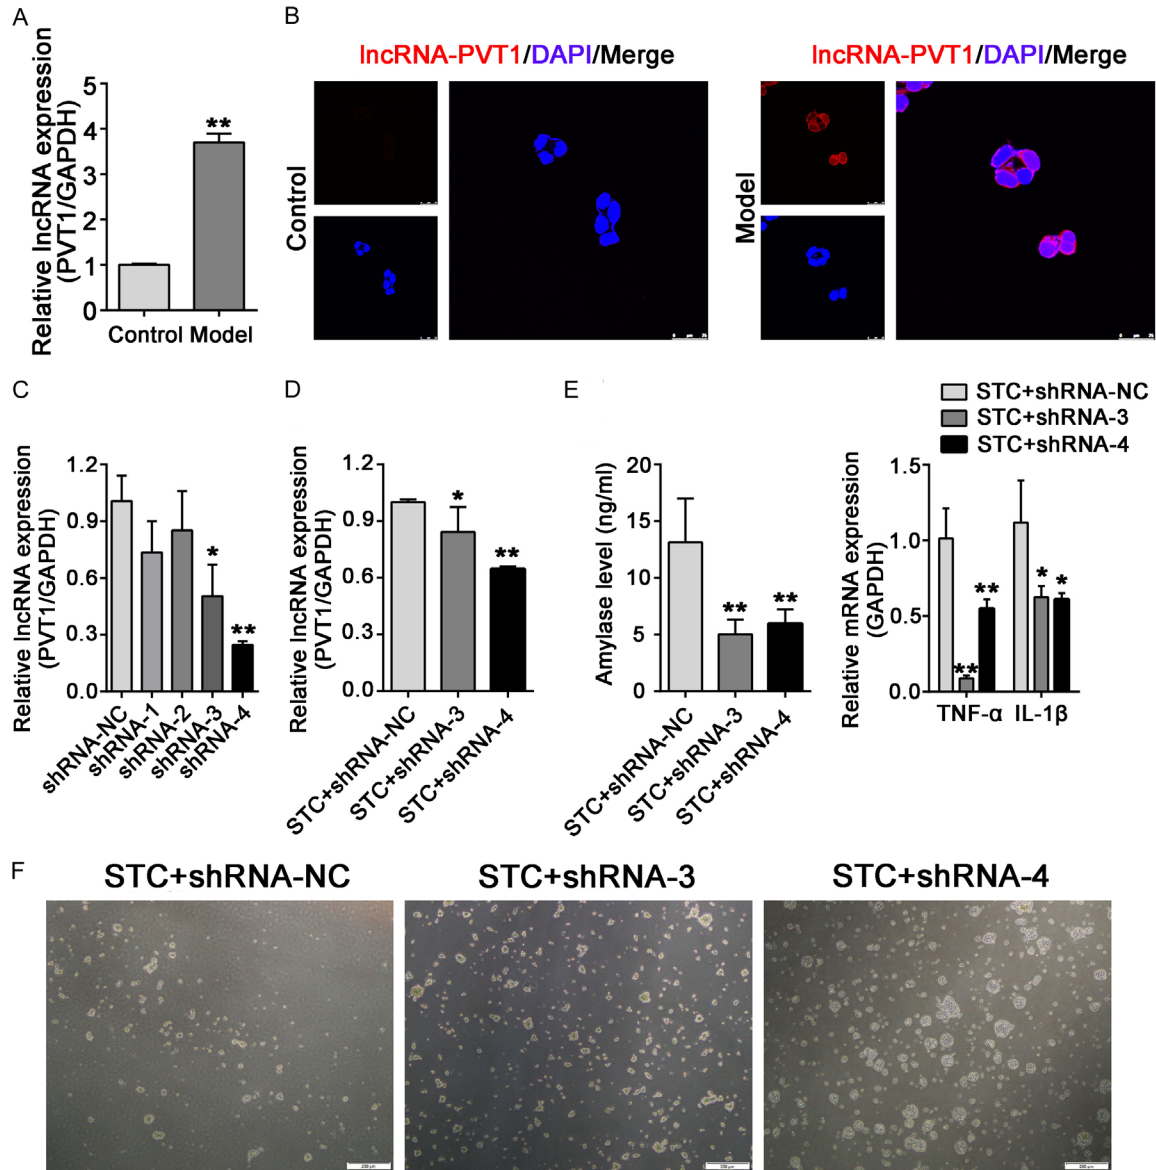 A
Relative lncRNA expression
(PVT1/GAPDH)
5
4
3
2
1
0
**
Control Model
B
lncRNA-PVT1/DAPI/Merge
Control
lncRNA-PVT1/DAPI/Merge
Model
C
Relative lncRNA expression
(PVT1/GAPDH)
1.2
0.9
0.6
0.3
0.0
*
**
shRNA-NC
shRNA-1
shRNA-2
shRNA-3
shRNA-4
D
Relative lncRNA expression
(PVT1/GAPDH)
1.2
0.9
0.6
0.3
0.0
*
**
STC+shRNA-NC
STC+shRNA-3
STC+shRNA-4
E
Amylase level (ng/ml)
20
15
10
5
0
**
**
STC+shRNA-NC
STC+shRNA-3
STC+shRNA-4
STC+shRNA-NC
STC+shRNA-3
STC+shRNA-4
Relative mRNA expression
(GAPDH)
1.5
1.0
0.5
0.0
**
**
*
*
TNF-α IL-1β
F
STC+shRNA-NC
STC+shRNA-3
STC+shRNA-4
200 μm
200 μm
200 μm